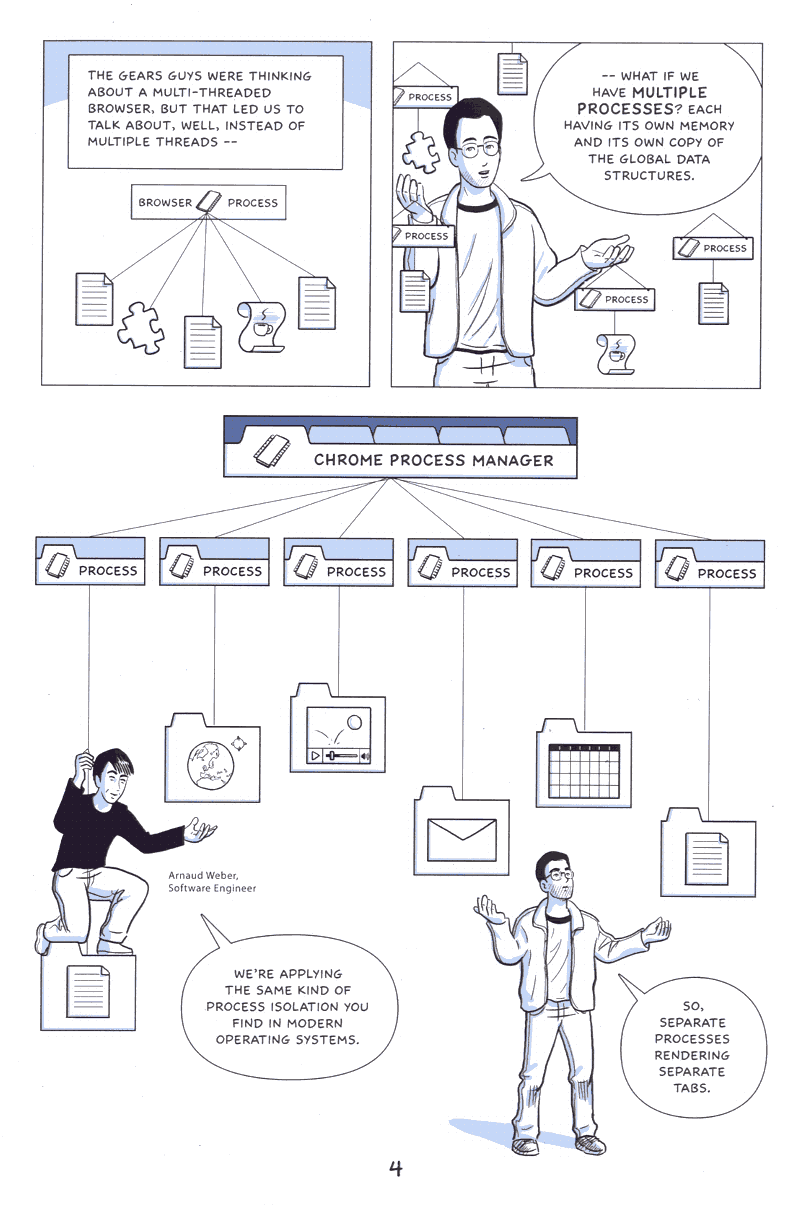 THE GEARS GUYS WERE THINKING
ABOUT A MULTI-THREADED
BROWSER, BUT THAT LED US TO
TALK ABOUT, WELL, INSTEAD OF
MULTIPLE THREADS --
BROWSER PROCESS
-- WHAT IF WE
HAVE MULTIPLE
PROCESSES? EACH
HAVING ITS OWN MEMORY
AND ITS OWN COPY OF
THE GLOBAL DATA
STRUCTURES.
PROCESS
PROCESS
PROCESS
PROCESS
CHROME PROCESS MANAGER
PROCESS
PROCESS
PROCESS
PROCESS
PROCESS
PROCESS
Arnaud Weber,
Software Engineer
WE'RE APPLYING
THE SAME KIND OF
PROCESS ISOLATION YOU
FIND IN MODERN
OPERATING SYSTEMS.
SO,
SEPARATE
PROCESSES
RENDERING
SEPARATE
TABS.
4